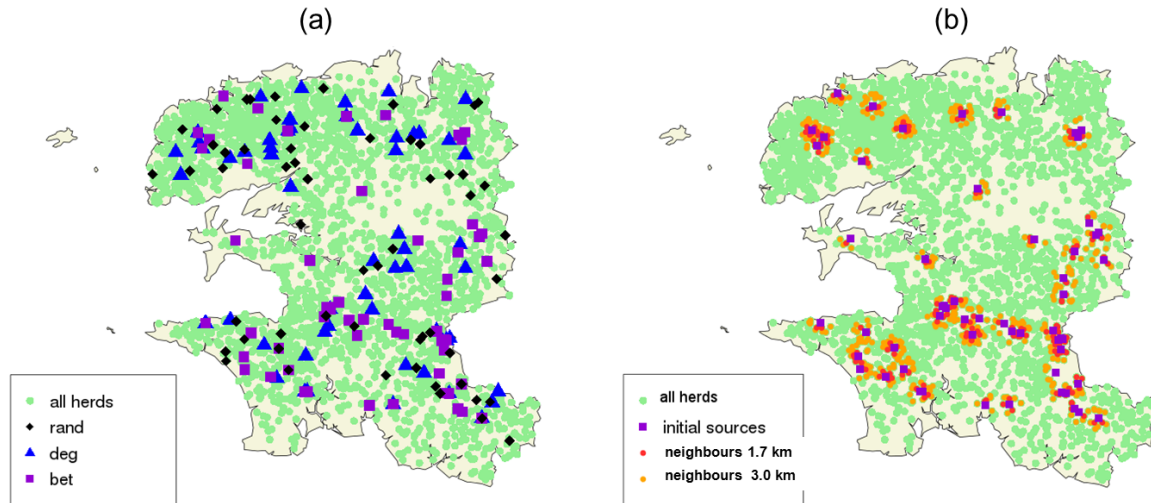 (a)
(b)
all herds
rand
deg
bet
all herds
initial sources
neighbours 1.7 km
neighbours 3.0 km